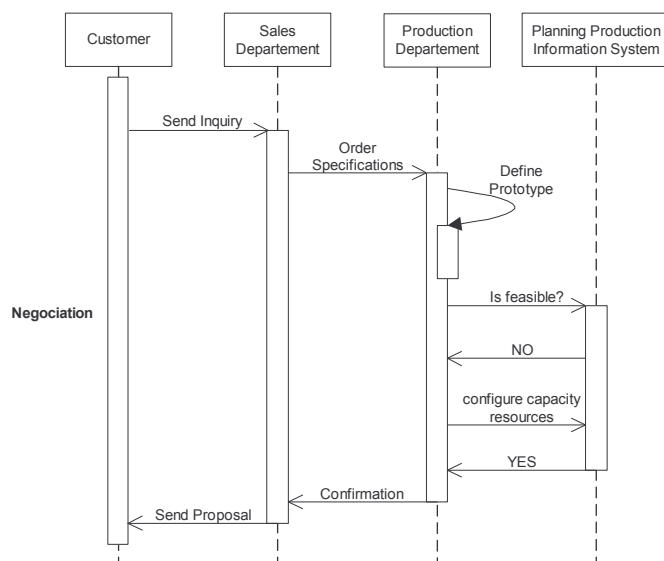 Customer
Sales
Departement
Production
Departement
Planning Production
Information System
Send Inquiry
Order
Specifications
Define
Prototype
Negociation
Is feasible?
NO
configure capacity
resources
YES
Confirmation
Send Proposal